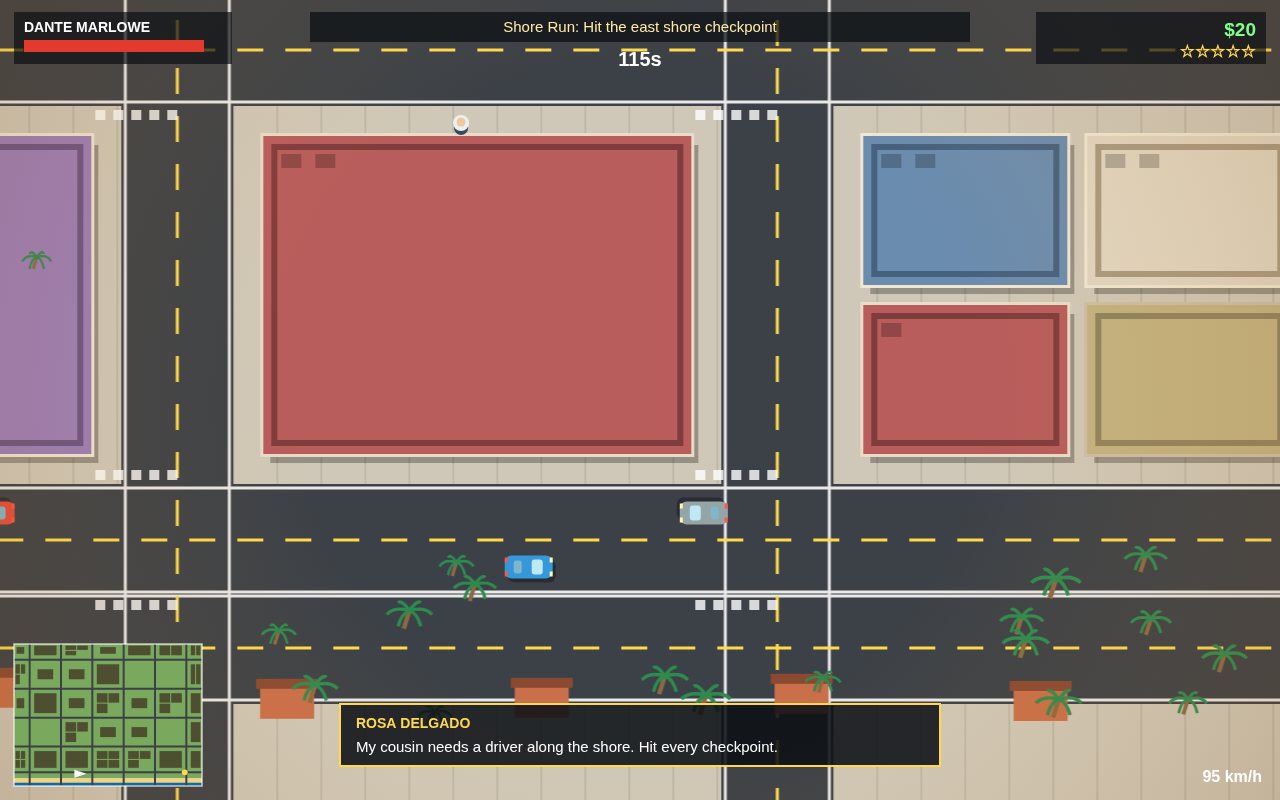 DANTE MARLOWE
Shore Run: Hit the east shore checkpoint
$20
☆☆☆☆☆
115s
ROSA DELGADO
My cousin needs a driver along the shore. Hit every checkpoint.
95 km/h